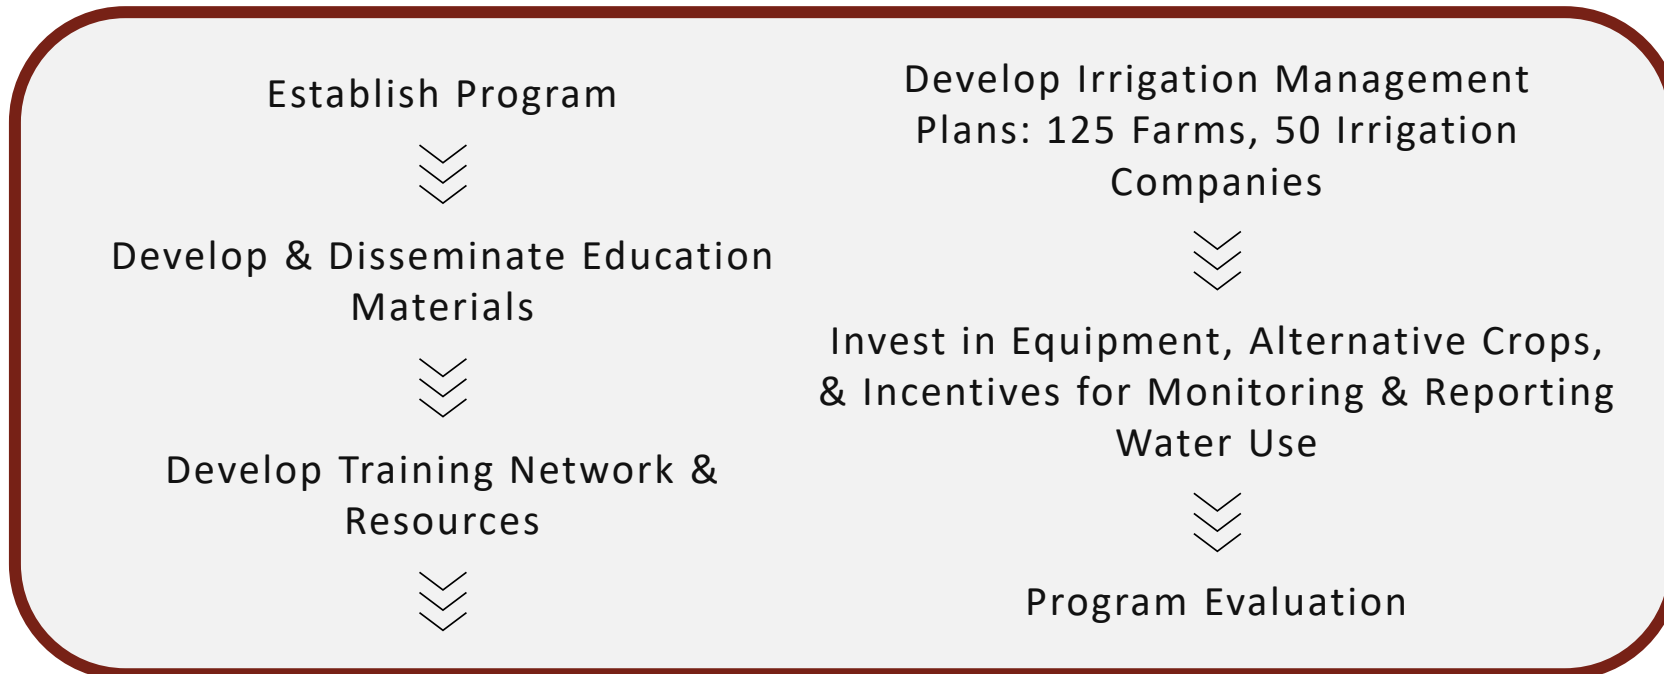 Establish Program
Develop & Disseminate Education
Materials
Develop Training Network &
Resources
Develop Irrigation Management
Plans: 125 Farms, 50 Irrigation
Companies
Invest in Equipment, Alternative Crops,
& Incentives for Monitoring & Reporting
Water Use
Program Evaluation